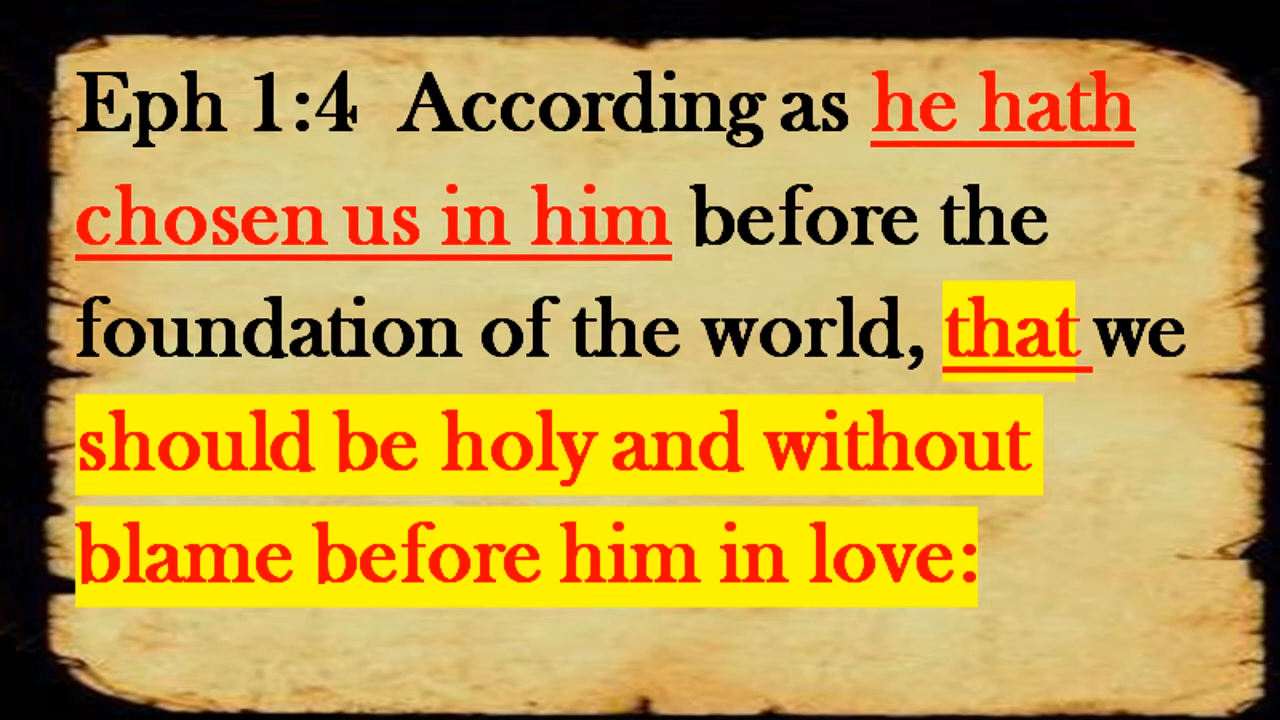 Eph 1:4  According as he hath
chosen us in him before the
foundation of the world, that we
should be holy and without
blame before him in love: